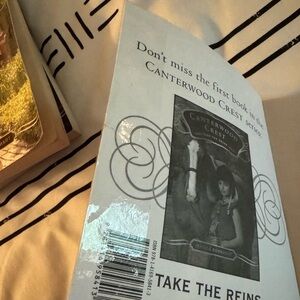 Don't miss the first book in the
CANTERWOOD CREST series:
CANTERWOOD
CREST
TAKE THE REINS